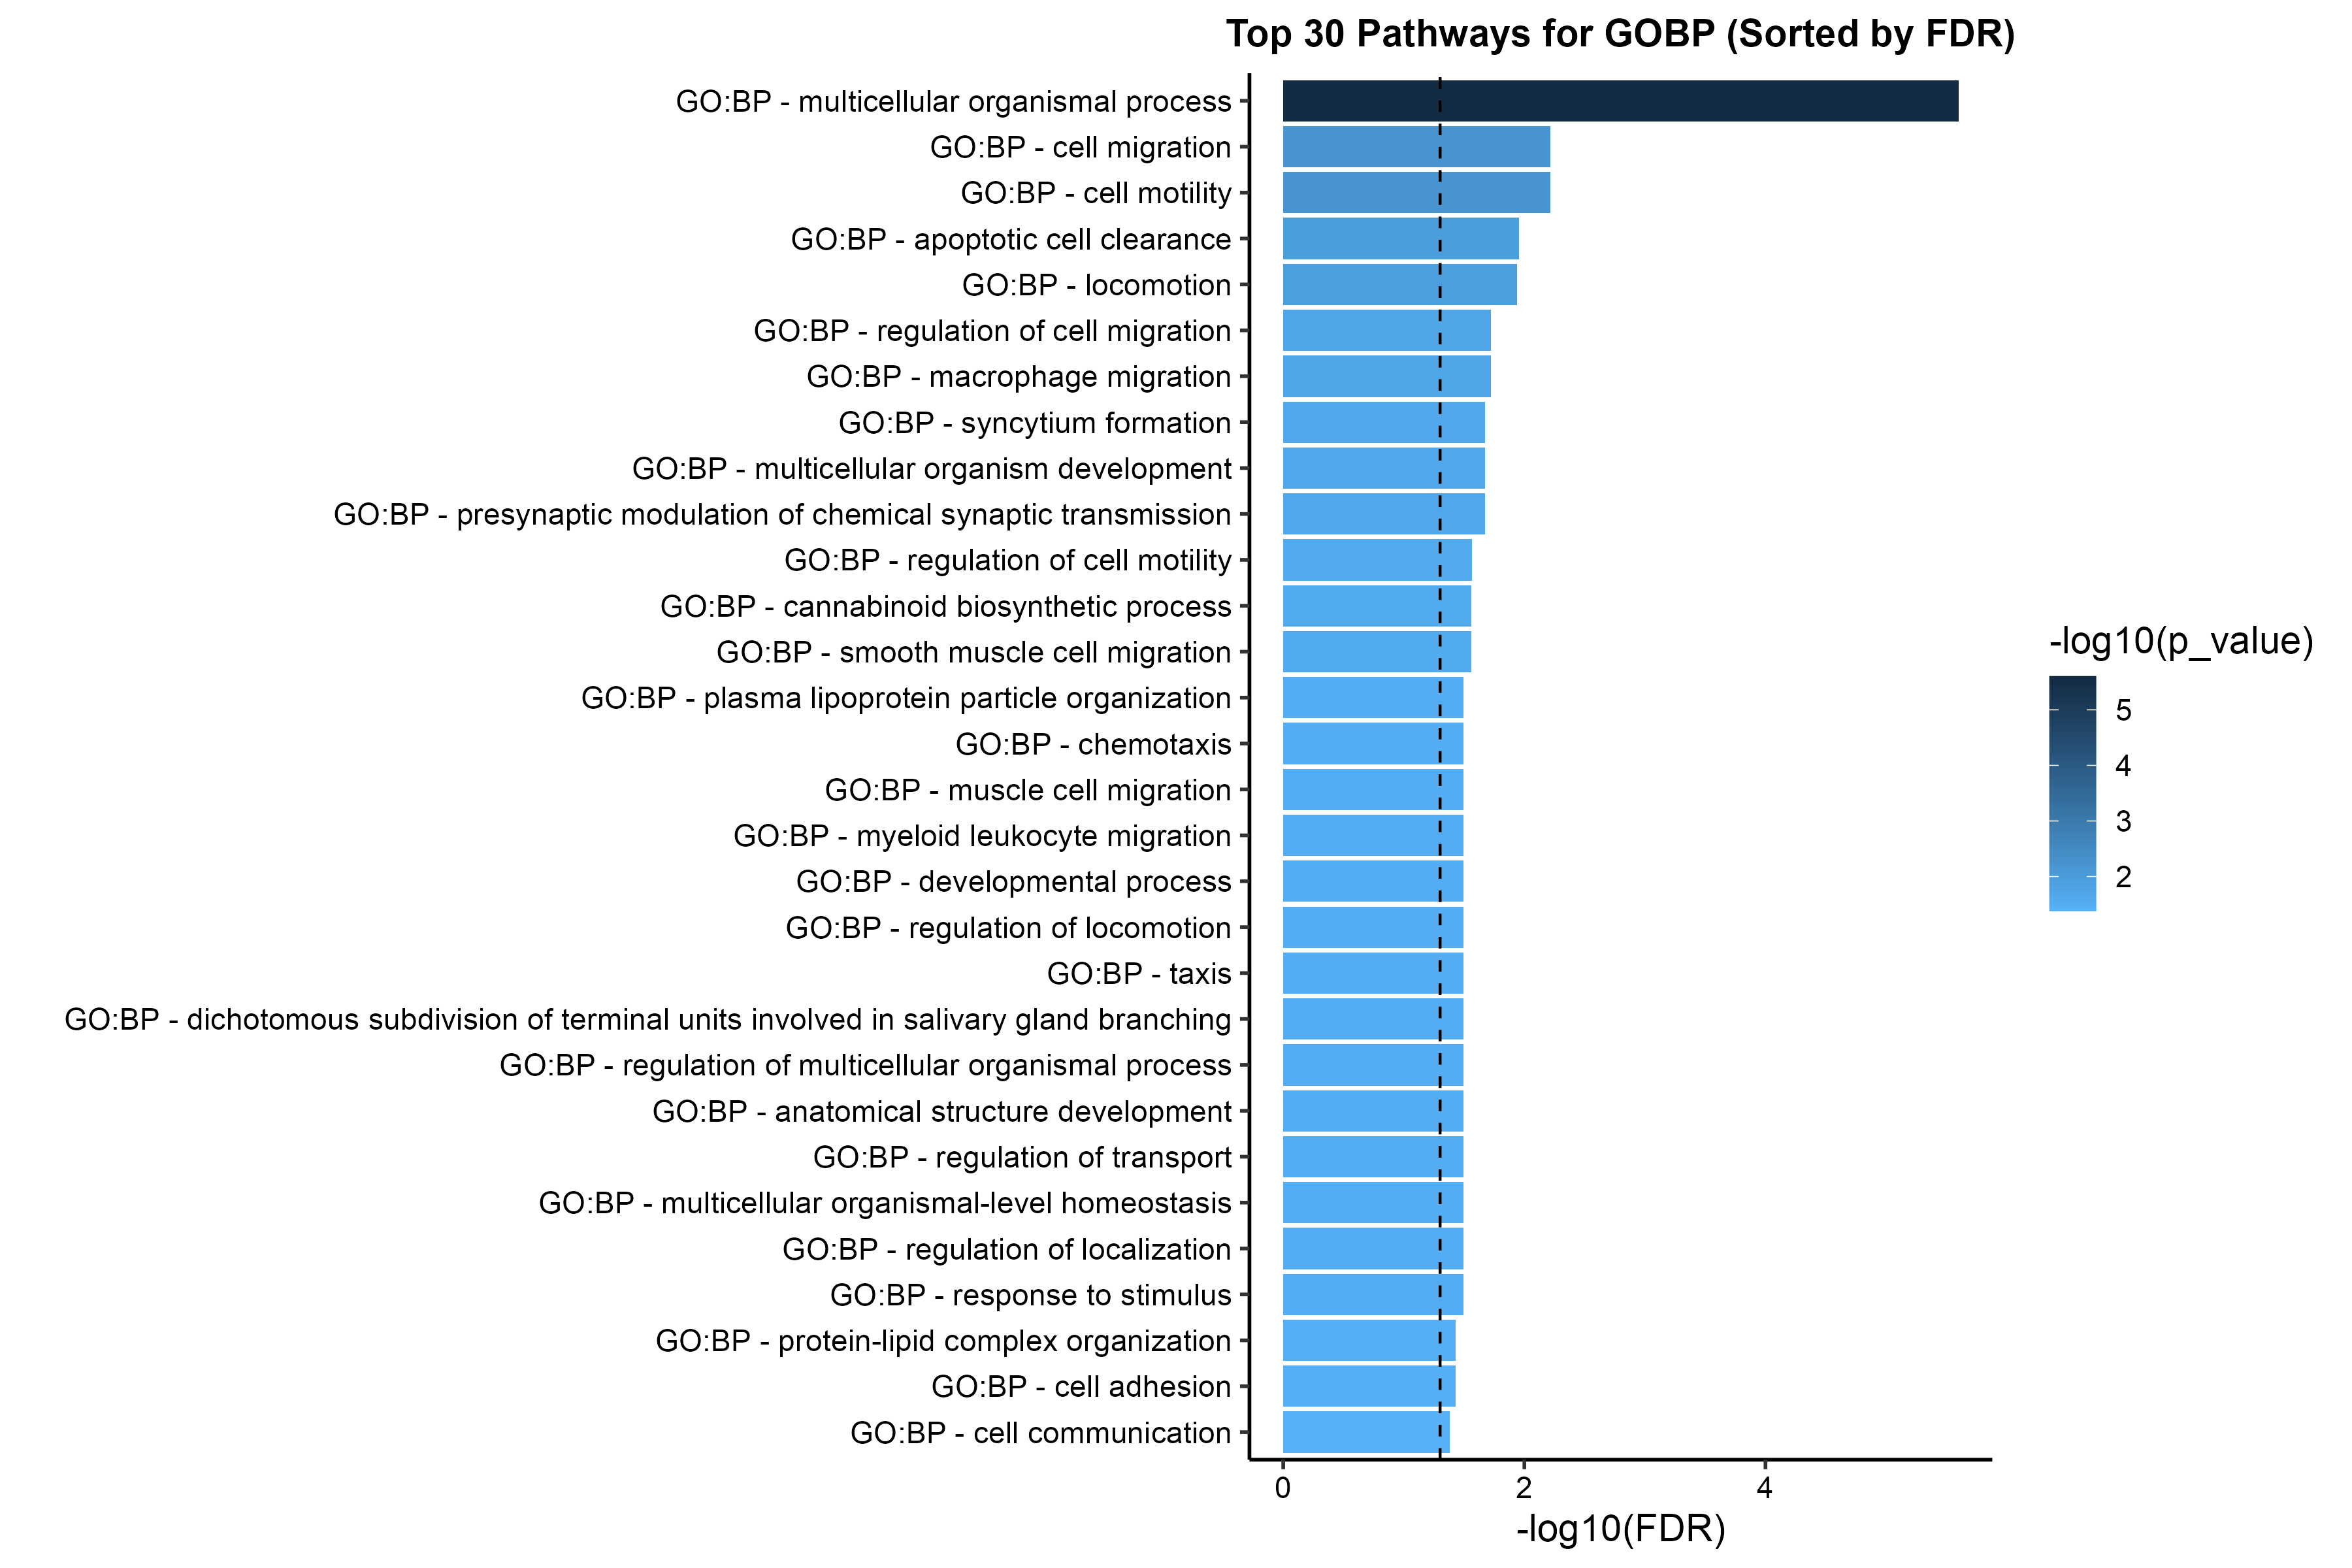 Top 30 Pathways for GOBP (Sorted by FDR)
GO:BP - multicellular organismal process
GO:BP - cell migration
GO:BP - cell motility
GO:BP - apoptotic cell clearance
GO:BP - locomotion
GO:BP - regulation of cell migration
GO:BP - macrophage migration
GO:BP - syncytium formation
GO:BP - multicellular organism development
GO:BP - presynaptic modulation of chemical synaptic transmission
GO:BP - regulation of cell motility
GO:BP - cannabinoid biosynthetic process
GO:BP - smooth muscle cell migration
GO:BP - plasma lipoprotein particle organization
GO:BP - chemotaxis
GO:BP - muscle cell migration
GO:BP - myeloid leukocyte migration
GO:BP - developmental process
GO:BP - regulation of locomotion
GO:BP - taxis
GO:BP - dichotomous subdivision of terminal units involved in salivary gland branching
GO:BP - regulation of multicellular organismal process
GO:BP - anatomical structure development
GO:BP - regulation of transport
GO:BP - multicellular organismal-level homeostasis
GO:BP - regulation of localization
GO:BP - response to stimulus
GO:BP - protein-lipid complex organization
GO:BP - cell adhesion
GO:BP - cell communication
0 2 4
-log10(FDR)
-log10(p_value)
5
4
3
2